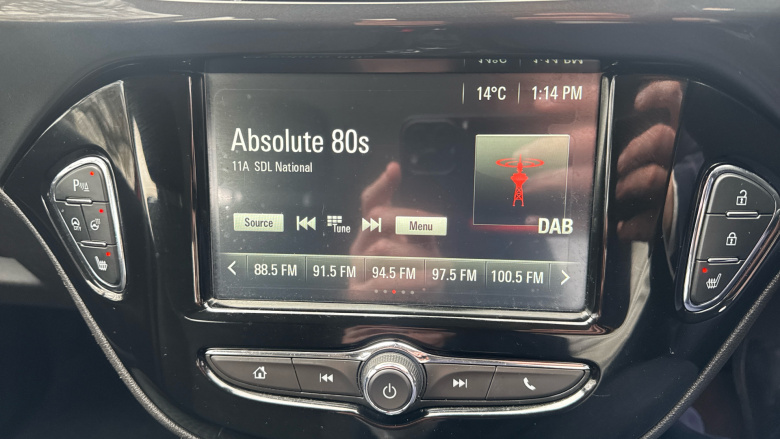 14°C 1:14 PM
Absolute 80s
11A SDL National
Source Tune Menu
DAB
88.5 FM 91.5 FM 94.5 FM 97.5 FM 100.5 FM
P
CITY